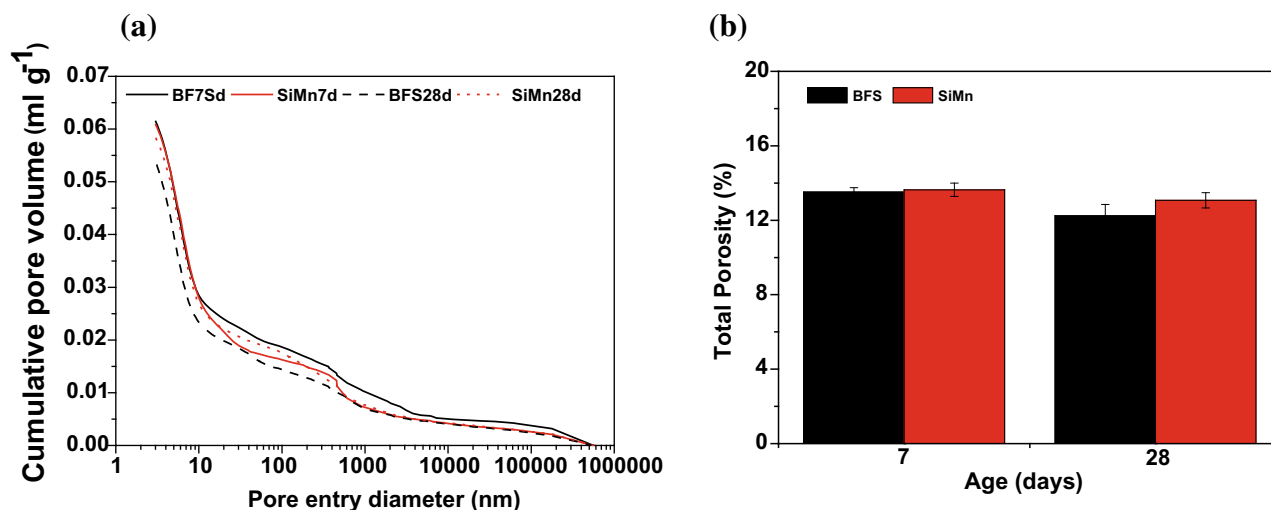 (a)
Cumulative pore volume (ml g-1)
0.07
0.06
0.05
0.04
0.03
0.02
0.01
0.00
BF7Sd SiMn7d BFS28d SiMn28d
1 10 100 1000 10000 100000 1000000
Pore entry diameter (nm)
(b)
Total Porosity (%)
20
16
12
8
4
0
BFS SiMn
7 28
Age (days)